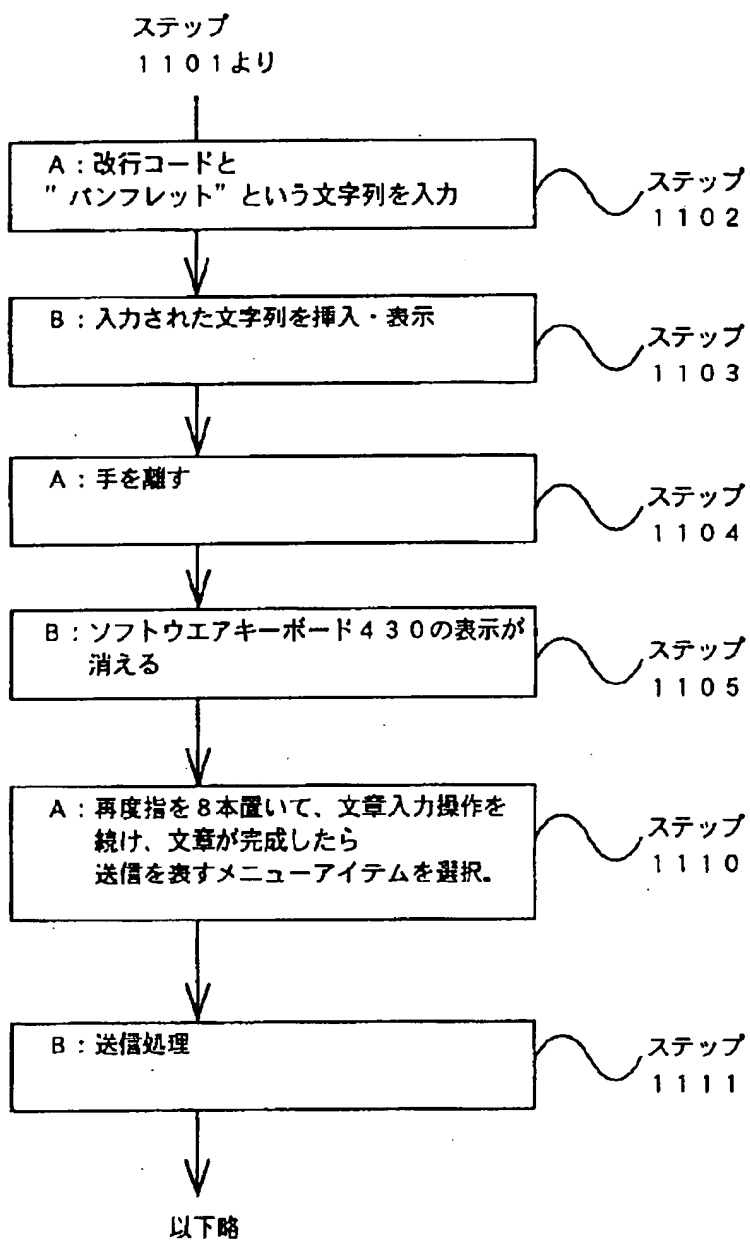 ステップ
1101より
A：改行コードと
"パンフレット"という文字列を入力
ステップ
1102
B：入力された文字列を挿入・表示
ステップ
1103
A：手を離す
ステップ
1104
B：ソフトウエアキーボード430の表示が
消える
ステップ
1105
A：再度指を8本置いて、文章入力操作を
続け、文章が完成したら
送信を表すメニューアイテムを選択。
ステップ
1110
B：送信処理
ステップ
1111
以下略